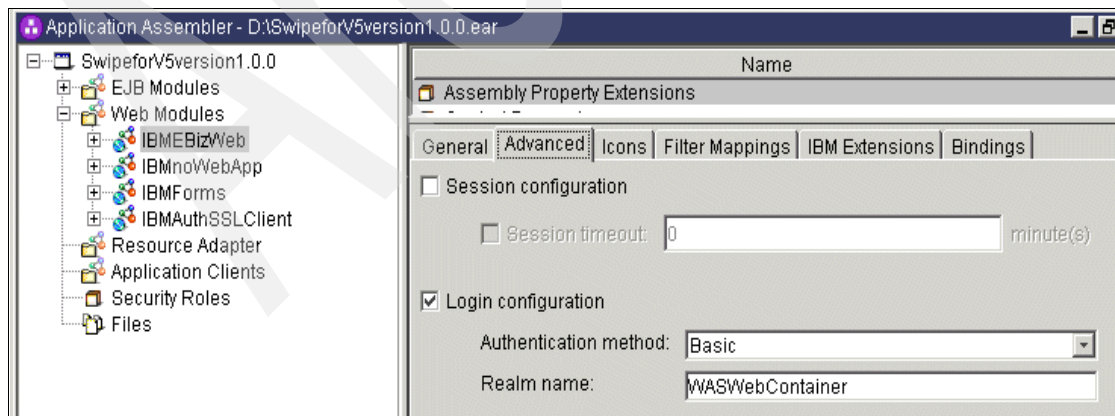 Application Assembler - D:\SwipeforV5version1.0.0.ear
SwipeforV5version1.0.0
EJB Modules
Web Modules
IBMEBizWeb
IBMnoWebApp
IBMForms
IBMAuthSSLClient
Resource Adapter
Application Clients
Security Roles
Files
Name
Assembly Property Extensions
General Advanced Icons Filter Mappings IBM Extensions Bindings
Session configuration
Session timeout: 0 minute(s)
Login configuration
Authentication method: Basic
Realm name: WASWebContainer